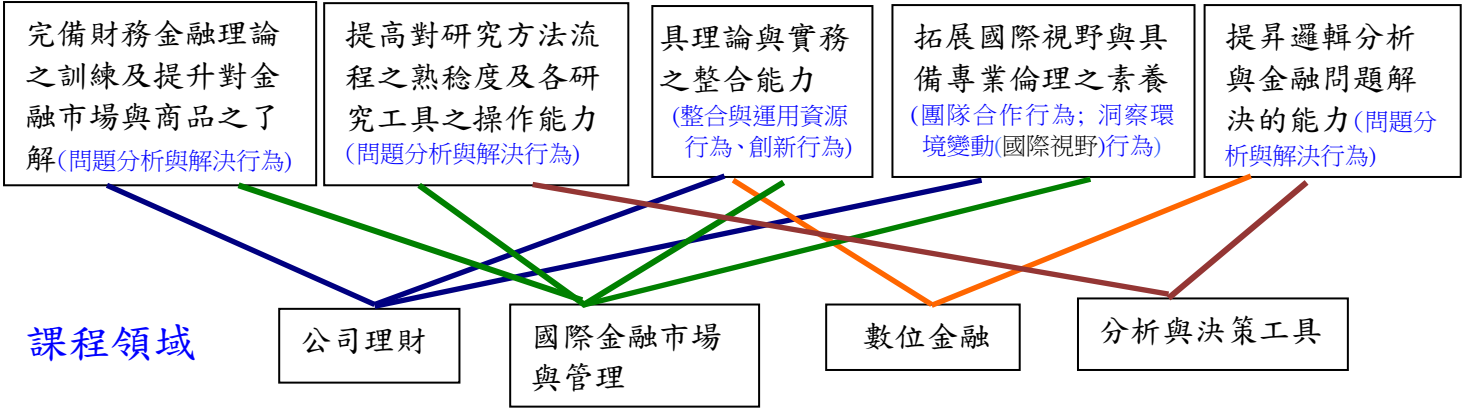 完備財務金融理論
之訓練及提升對金
融市場與商品之了
解(問題分析與解決行為)
提高對研究方法流
程之熟稔度及各研
究工具之操作能力
(問題分析與解決行為)
具理論與實務
之整合能力
(整合與運用資源
行為、創新行為)
拓展國際視野與具
備專業倫理之素養
(團隊合作行為; 洞察環
境變動(國際視野)行為)
提昇邏輯分析
與金融問題解
決的能力(問題分
析與解決行為)
課程領域
公司理財
國際金融市場
與管理
數位金融
分析與決策工具